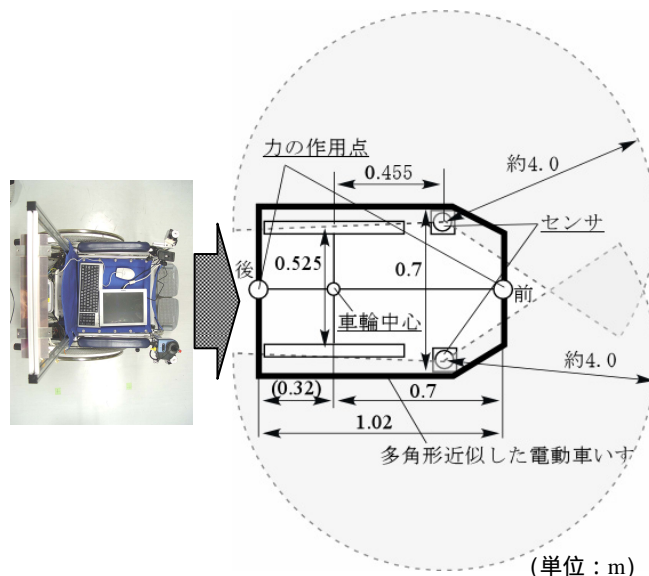 力の作用点
0.455
約4.0
センサ
後
0.525
0.7
前
車輪中心
約4.0
(0.32)
0.7
1.02
多角形近似した電動車いす
(単位：m)